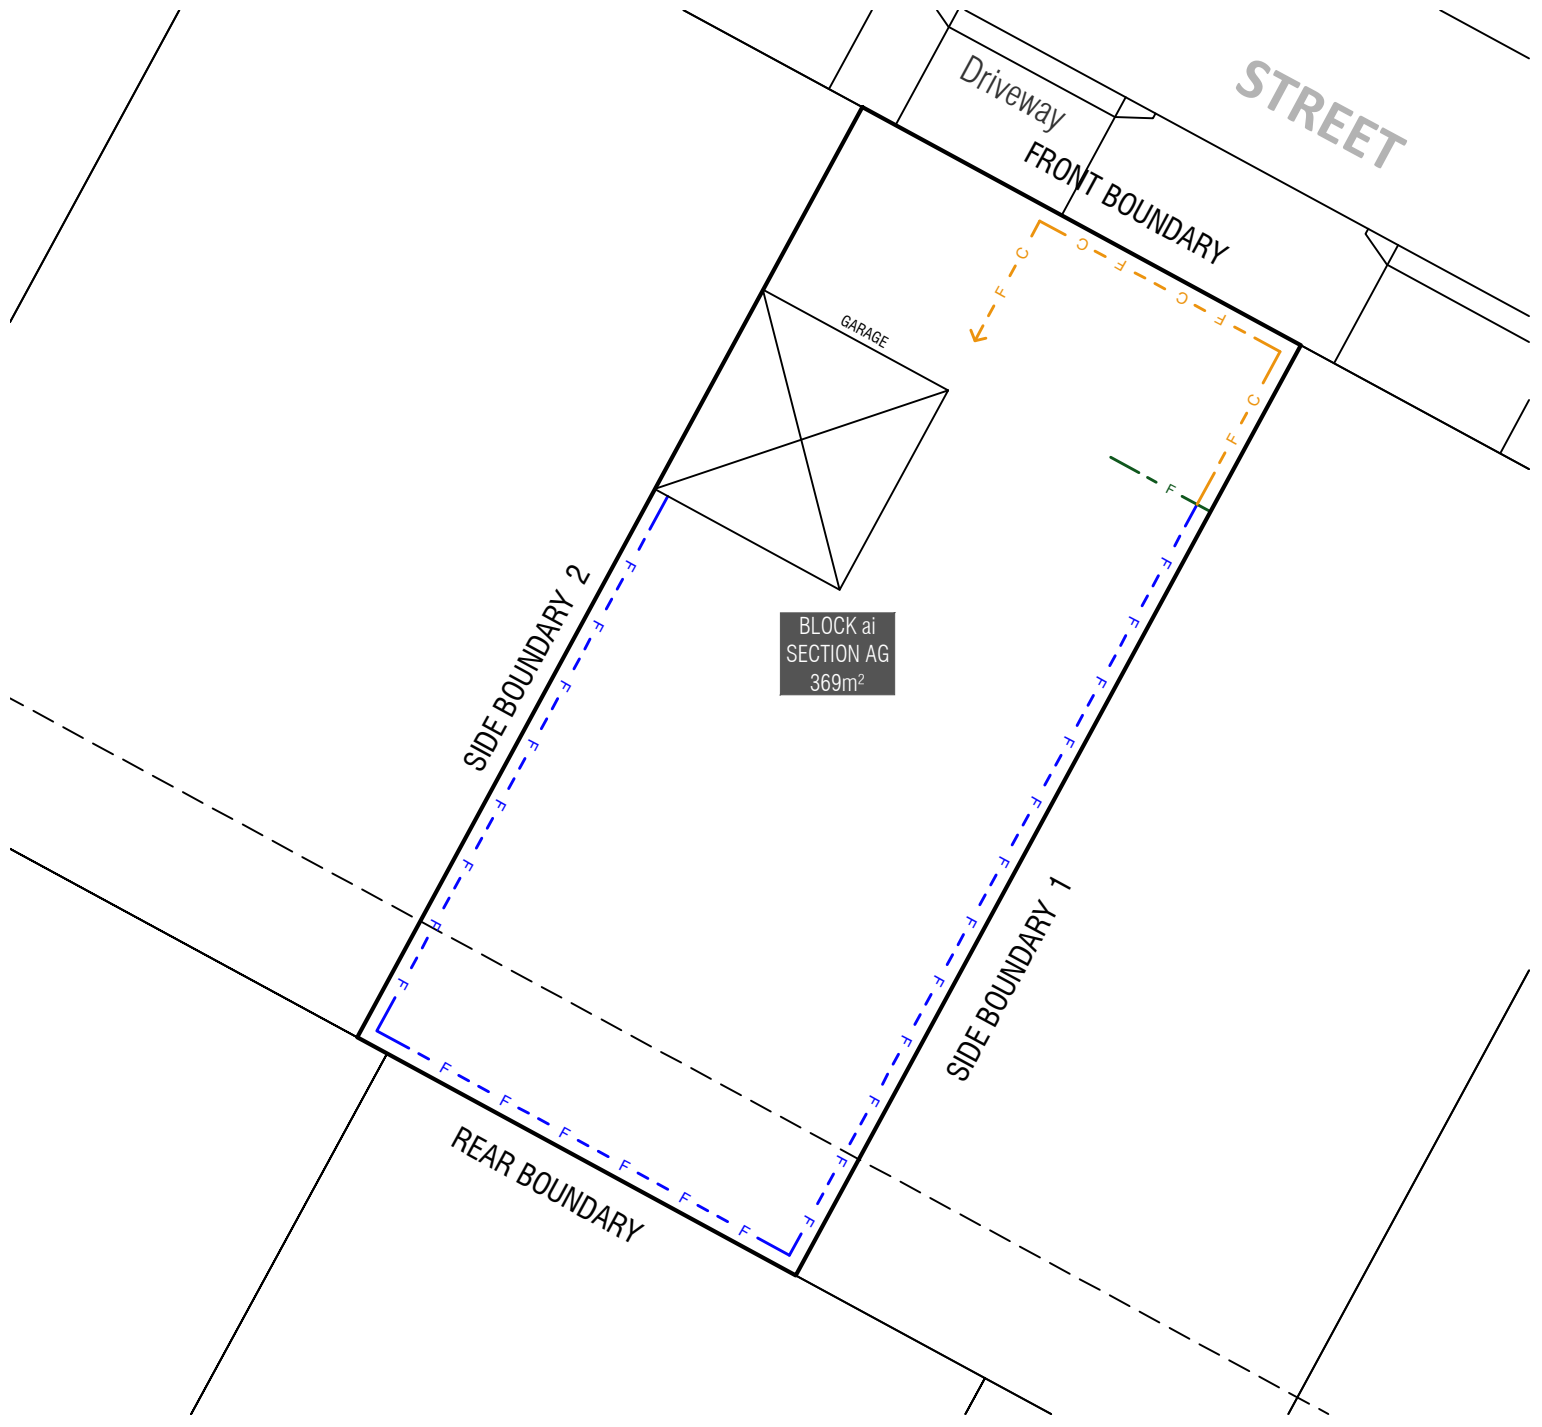 STREET
Driveway
FRONT BOUNDARY
C F C F
C F
C F
GARAGE
F
SIDE BOUNDARY 2
F F F F F F F F
BLOCK ai
SECTION AG
369m²
F F F F F F F F F F F F
SIDE BOUNDARY 1
F F F F F F
REAR BOUNDARY